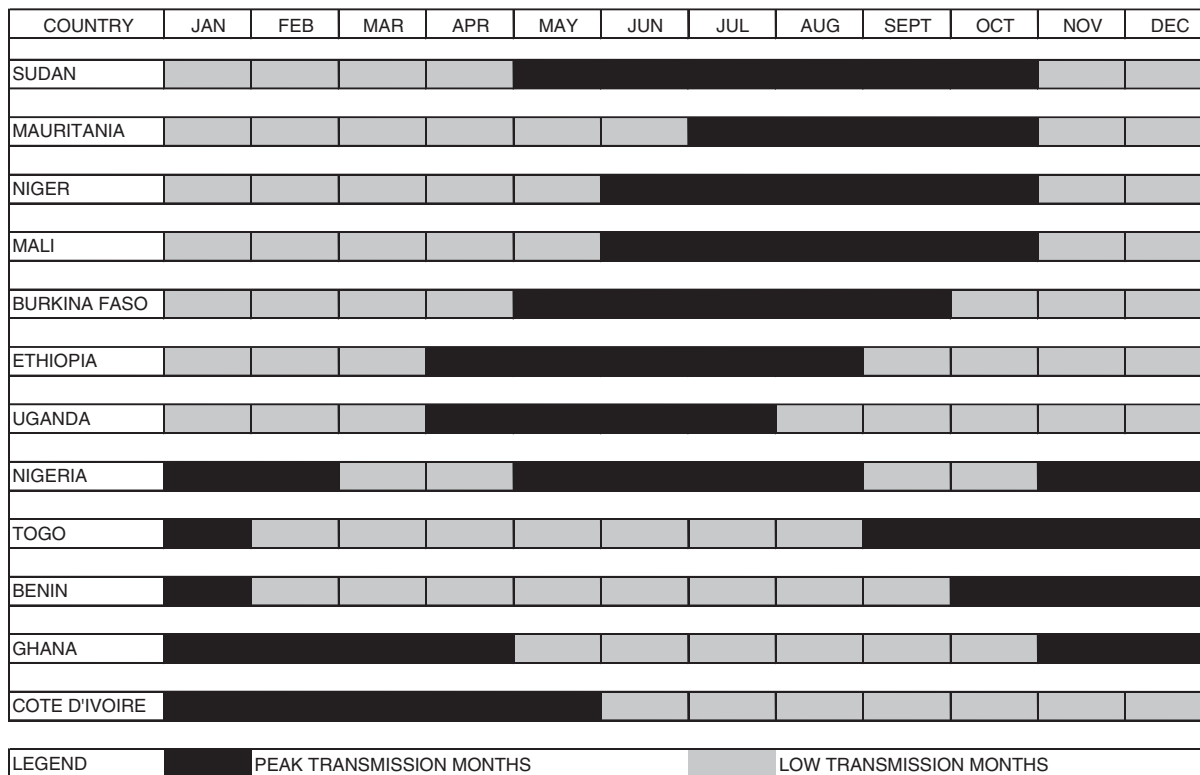 COUNTRY JAN FEB MAR APR MAY JUN JUL AUG SEPT OCT NOV DEC
SUDAN
MAURITANIA
NIGER
MALI
BURKINA FASO
ETHIOPIA
UGANDA
NIGERIA
TOGO
BENIN
GHANA
COTE D'IVOIRE
LEGEND PEAK TRANSMISSION MONTHS LOW TRANSMISSION MONTHS